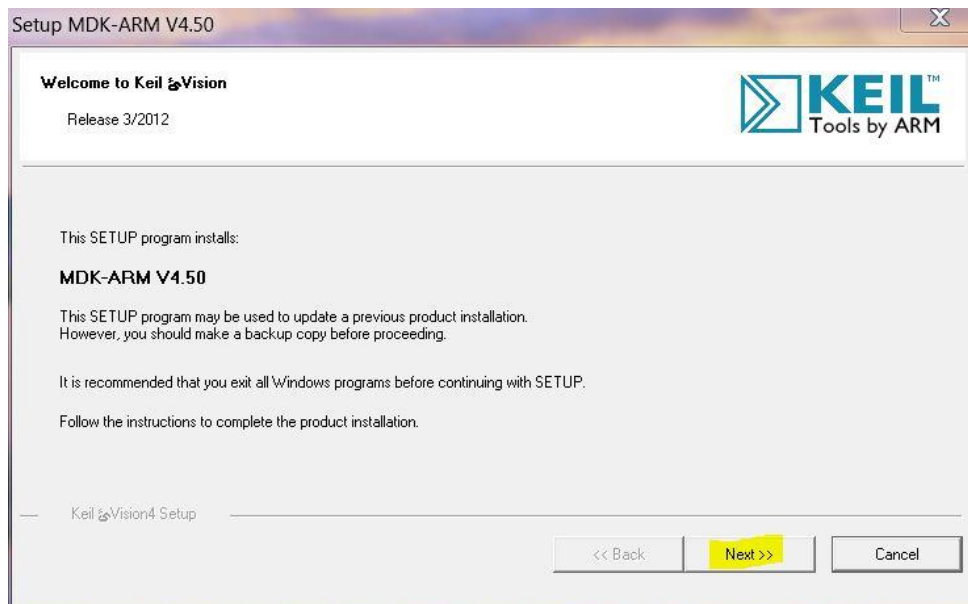 Setup MDK-ARM V4.50
Welcome to Keil ئVision
Release 3/2012
KEIL™
Tools by ARM
This SETUP program installs:
MDK-ARM V4.50
This SETUP program may be used to update a previous product installation.
However, you should make a backup copy before proceeding.
It is recommended that you exit all Windows programs before continuing with SETUP.
Follow the instructions to complete the product installation.
Keil ئVision4 Setup
<< Back
Next >>
Cancel